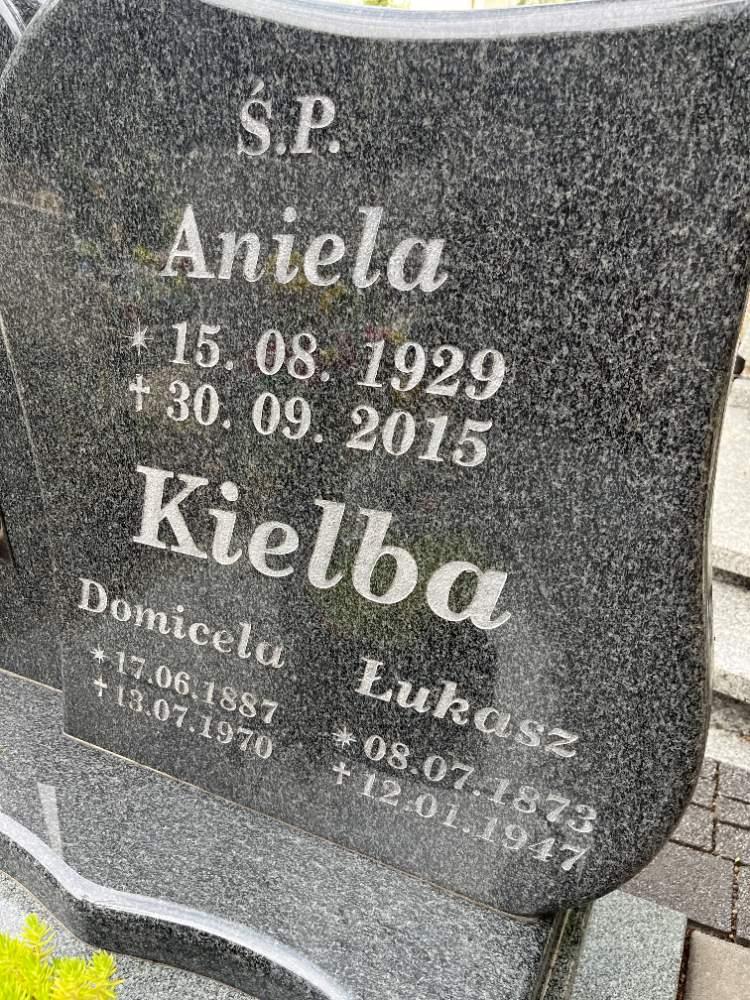 Ś.P.
Aniela
* 15. 08. 1929
† 30. 09. 2015
Kielba
Domicela
* 17.06.1887
† 13.07.1970
Łukasz
* 08.07.1873
† 12.01.1947